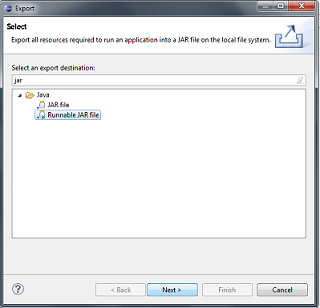 Export
Select
Export all resources required to run an application into a JAR file on the local file system.
Select an export destination:
jar
Java
JAR file
Runnable JAR file
?
< Back
Next >
Finish
Cancel